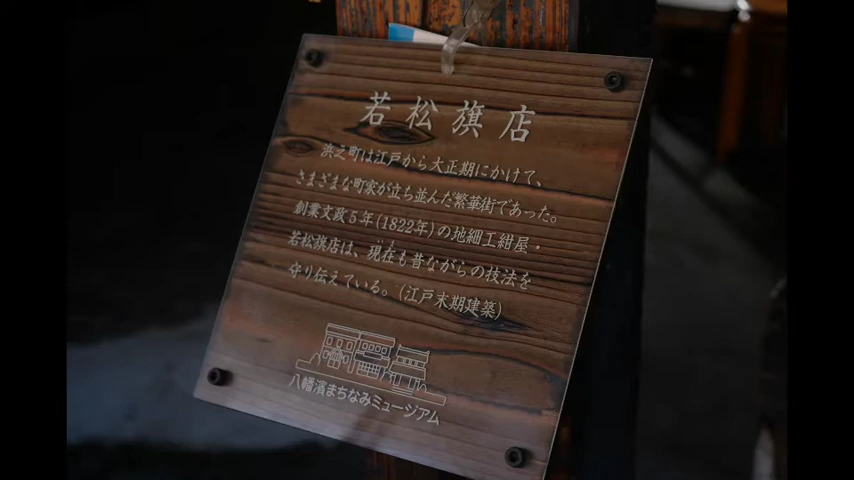 若松旗店
浜之町は江戸から大正期にかけて、
さまざまな町家が立ち並んだ繁華街であった。
創業文政5年(1822年)の地細工紺屋・
若松旗店は、現在も昔ながらの技法を
守り伝えている。(江戸末期建築)
八幡濱まちなみミュージアム